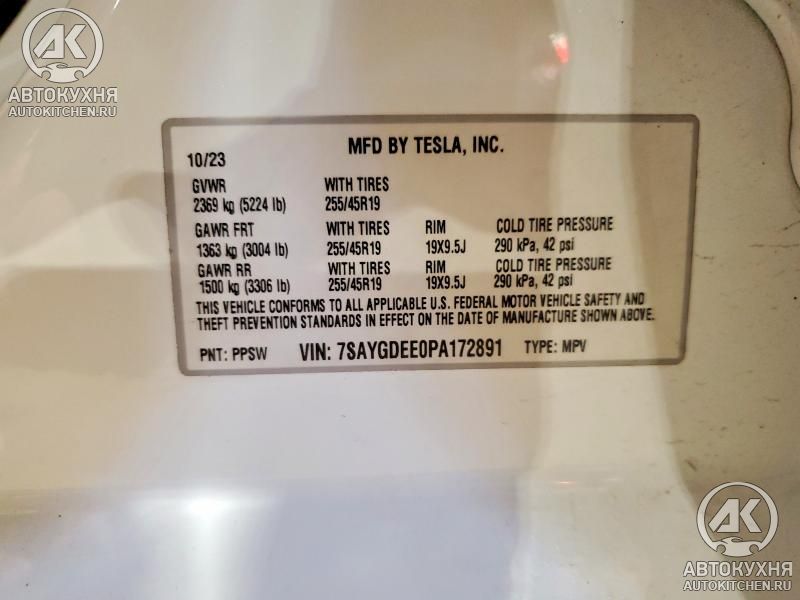 АК
АВТОКУХНЯ
AUTOKITCHEN.RU
10/23 MFD BY TESLA, INC.
GVWR WITH TIRES
2369 kg (5224 lb) 255/45R19
GAWR FRT WITH TIRES RIM COLD TIRE PRESSURE
1363 kg (3004 lb) 255/45R19 19X9.5J 290 kPa, 42 psi
GAWR RR WITH TIRES RIM COLD TIRE PRESSURE
1500 kg (3306 lb) 255/45R19 19X9.5J 290 kPa, 42 psi
THIS VEHICLE CONFORMS TO ALL APPLICABLE U.S. FEDERAL MOTOR VEHICLE SAFETY AND
THEFT PREVENTION STANDARDS IN EFFECT ON THE DATE OF MANUFACTURE SHOWN ABOVE.
PNT: PPSW VIN: 7SAYGDEE0PA172891 TYPE: MPV
АК
АВТОКУХНЯ
AUTOKITCHEN.RU